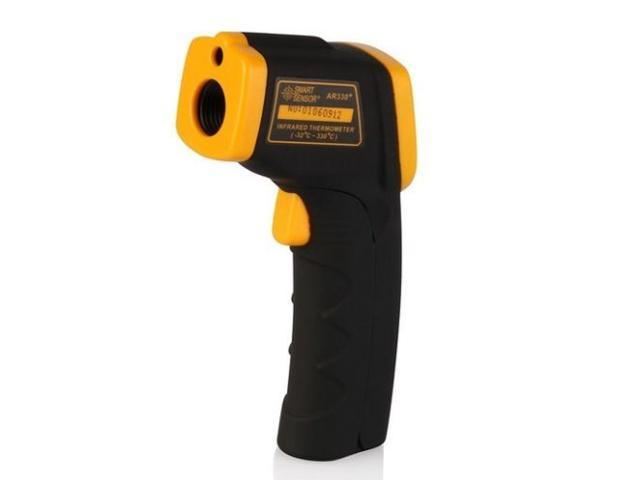 SMART
SENSOR® AR330+
NO:01060912
INFRARED THERMOMETER
(-32°C~330°C)